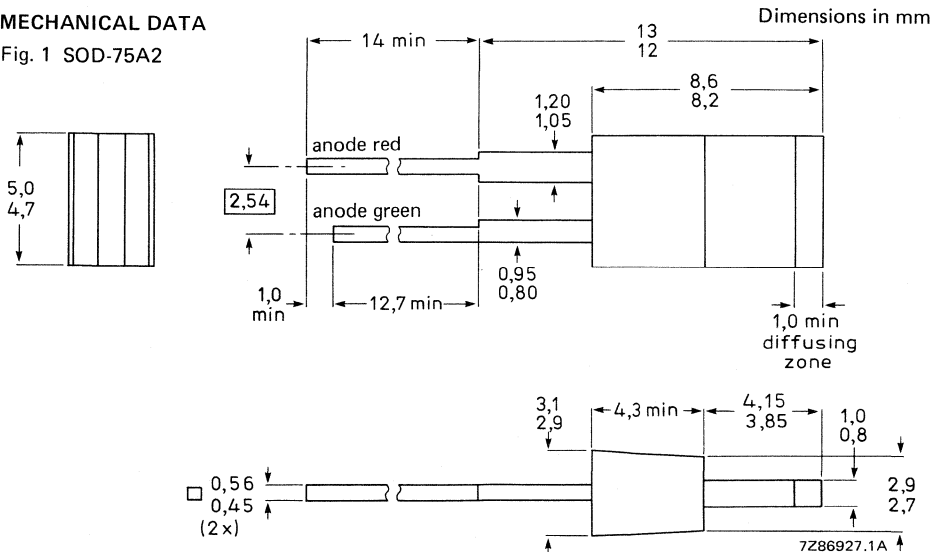 MECHANICAL DATA
Dimensions in mm
Fig. 1 SOD-75A2
14 min
13
12
8,6
8,2
1,20
1,05
anode red
5,0
4,7
2,54
anode green
0,95
0,80
1,0
min
12,7 min
1,0 min
diffusing
zone
3,1
2,9
4,3 min
4,15
3,85
1,0
0,8
0,56
0,45
(2x)
2,9
2,7
7Z86927.1A